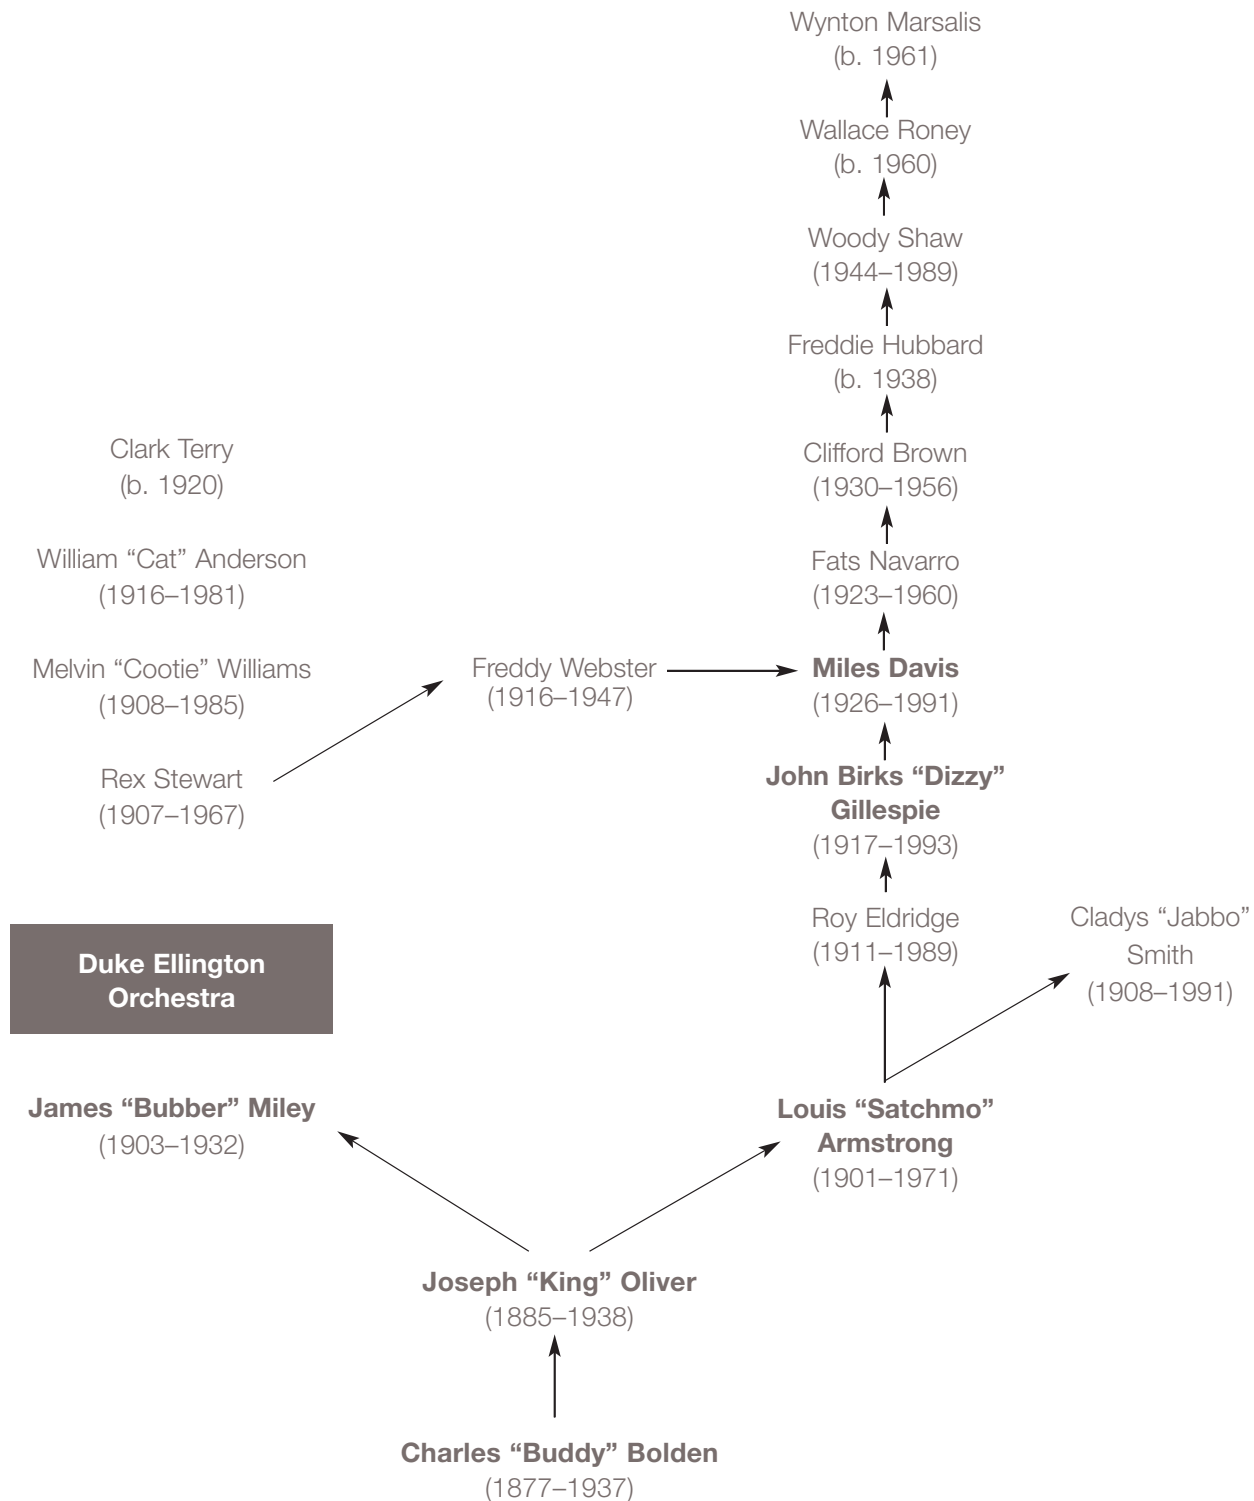 Wynton Marsalis
(b. 1961)
Wallace Roney
(b. 1960)
Woody Shaw
(1944–1989)
Freddie Hubbard
(b. 1938)
Clark Terry
(b. 1920)
Clifford Brown
(1930–1956)
William “Cat” Anderson
(1916–1981)
Fats Navarro
(1923–1960)
Melvin “Cootie” Williams
(1908–1985)
Freddy Webster
(1916–1947)
Miles Davis
(1926–1991)
Rex Stewart
(1907–1967)
John Birks “Dizzy”
Gillespie
(1917–1993)
Roy Eldridge
(1911–1989)
Cladys “Jabbo”
Smith
(1908–1991)
Duke Ellington
Orchestra
James “Bubber” Miley
(1903–1932)
Louis “Satchmo”
Armstrong
(1901–1971)
Joseph “King” Oliver
(1885–1938)
Charles “Buddy” Bolden
(1877–1937)